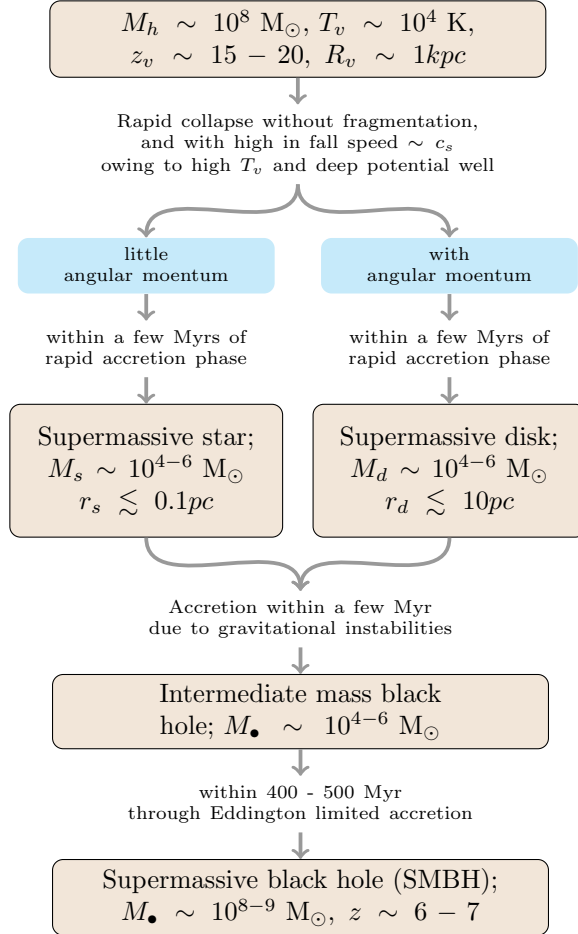 M_h ∼ 10^8 M_⊙, T_v ∼ 10^4 K,
z_v ∼ 15 − 20, R_v ∼ 1kpc
Rapid collapse without fragmentation,
and with high in fall speed ∼ c_s
owing to high T_v and deep potential well
little
angular moentum
with
angular moentum
within a few Myrs of
rapid accretion phase
within a few Myrs of
rapid accretion phase
Supermassive star;
M_s ∼ 10^{4−6} M_⊙
r_s ≲ 0.1pc
Supermassive disk;
M_d ∼ 10^{4−6} M_⊙
r_d ≲ 10pc
Accretion within a few Myr
due to gravitational instabilities
Intermediate mass black
hole; M_• ∼ 10^{4−6} M_⊙
within 400 - 500 Myr
through Eddington limited accretion
Supermassive black hole (SMBH);
M_• ∼ 10^{8−9} M_⊙, z ∼ 6 − 7